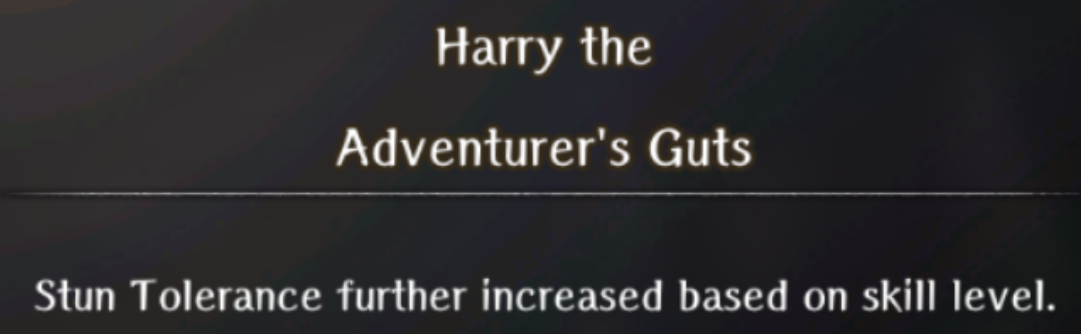 Harry the
Adventurer's Guts
Stun Tolerance further increased based on skill level.